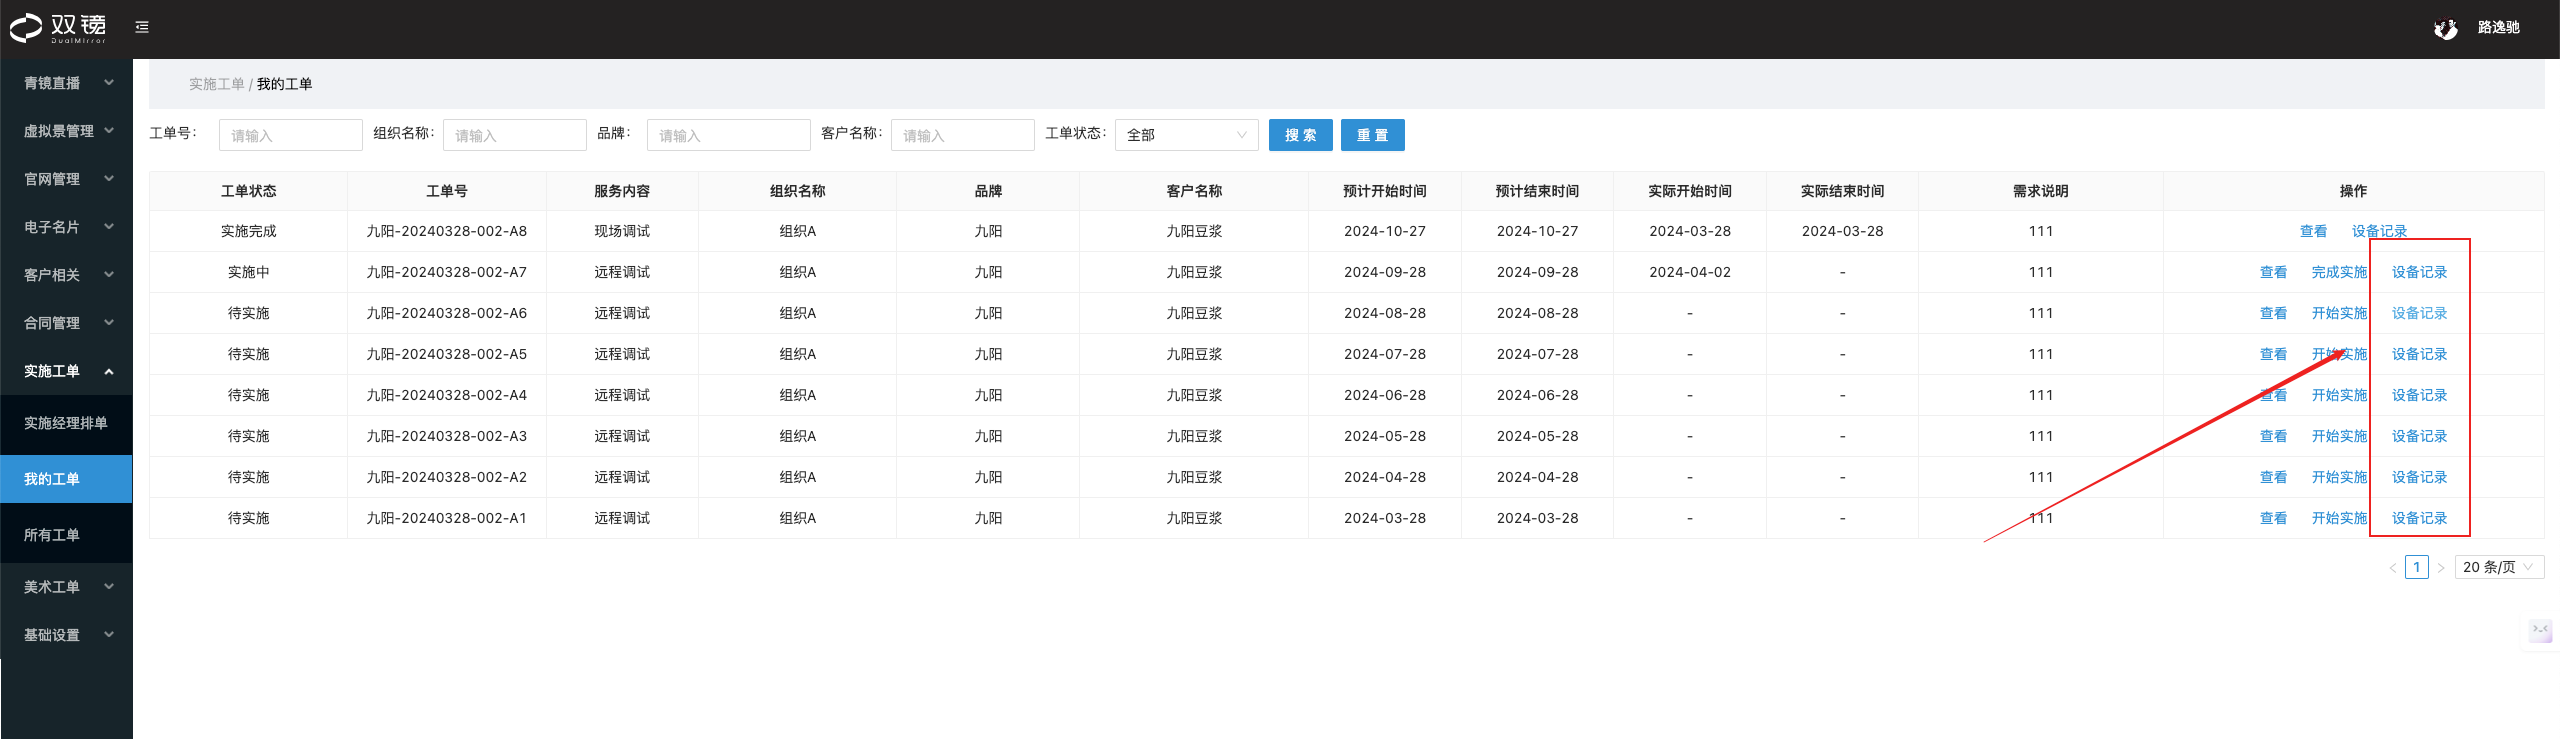 双镜
DualMirror
路逸驰
青镜直播
虚拟景管理
官网管理
电子名片
客户相关
合同管理
实施工单
实施经理排单
我的工单
所有工单
美术工单
基础设置
实施工单 / 我的工单
工单号： 请输入 组织名称： 请输入 品牌： 请输入 客户名称： 请输入 工单状态： 全部 搜 索 重 置
工单状态 工单号 服务内容 组织名称 品牌 客户名称 预计开始时间 预计结束时间 实际开始时间 实际结束时间 需求说明 操作
实施完成 九阳-20240328-002-A8 现场调试 组织A 九阳 九阳豆浆 2024-10-27 2024-10-27 2024-03-28 2024-03-28 111 查看 设备记录
实施中 九阳-20240328-002-A7 远程调试 组织A 九阳 九阳豆浆 2024-09-28 2024-09-28 2024-04-02 - 111 查看 完成实施 设备记录
待实施 九阳-20240328-002-A6 远程调试 组织A 九阳 九阳豆浆 2024-08-28 2024-08-28 - - 111 查看 开始实施 设备记录
待实施 九阳-20240328-002-A5 远程调试 组织A 九阳 九阳豆浆 2024-07-28 2024-07-28 - - 111 查看 开始实施 设备记录
待实施 九阳-20240328-002-A4 远程调试 组织A 九阳 九阳豆浆 2024-06-28 2024-06-28 - - 111 查看 开始实施 设备记录
待实施 九阳-20240328-002-A3 远程调试 组织A 九阳 九阳豆浆 2024-05-28 2024-05-28 - - 111 查看 开始实施 设备记录
待实施 九阳-20240328-002-A2 远程调试 组织A 九阳 九阳豆浆 2024-04-28 2024-04-28 - - 111 查看 开始实施 设备记录
待实施 九阳-20240328-002-A1 远程调试 组织A 九阳 九阳豆浆 2024-03-28 2024-03-28 - - 111 查看 开始实施 设备记录
< 1 > 20 条/页